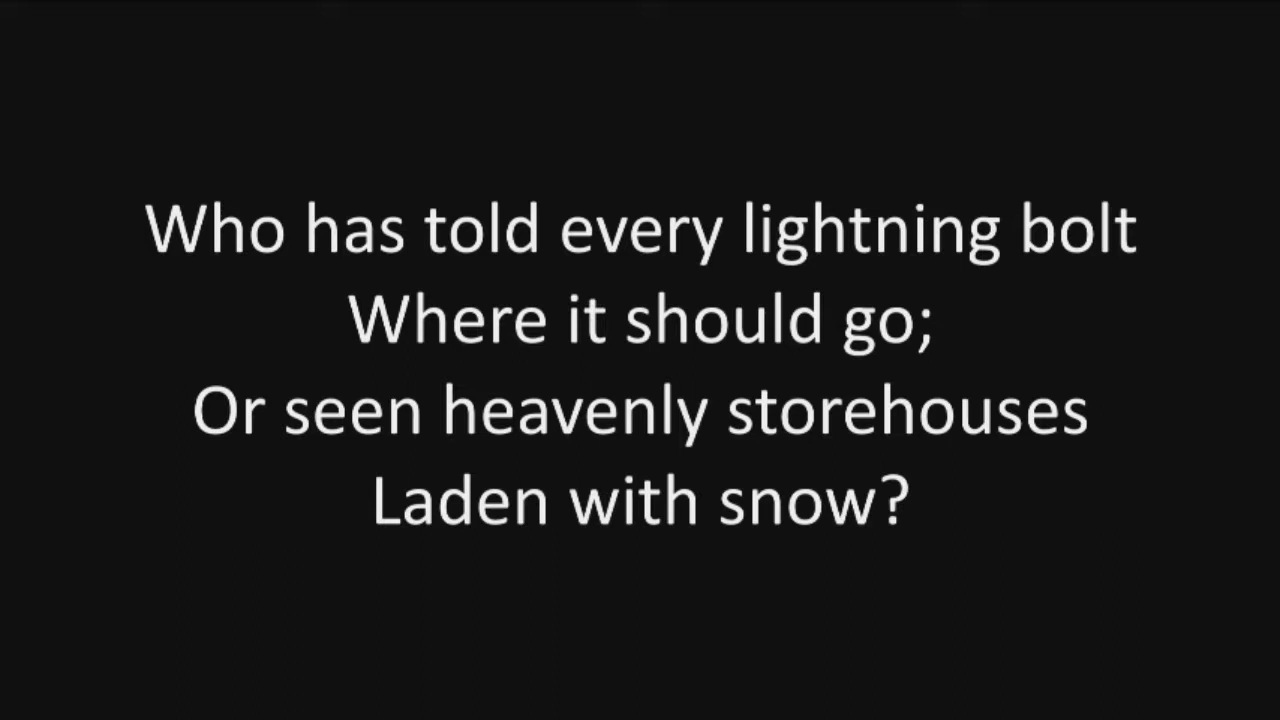 Who has told every lightning bolt
Where it should go;
Or seen heavenly storehouses
Laden with snow?